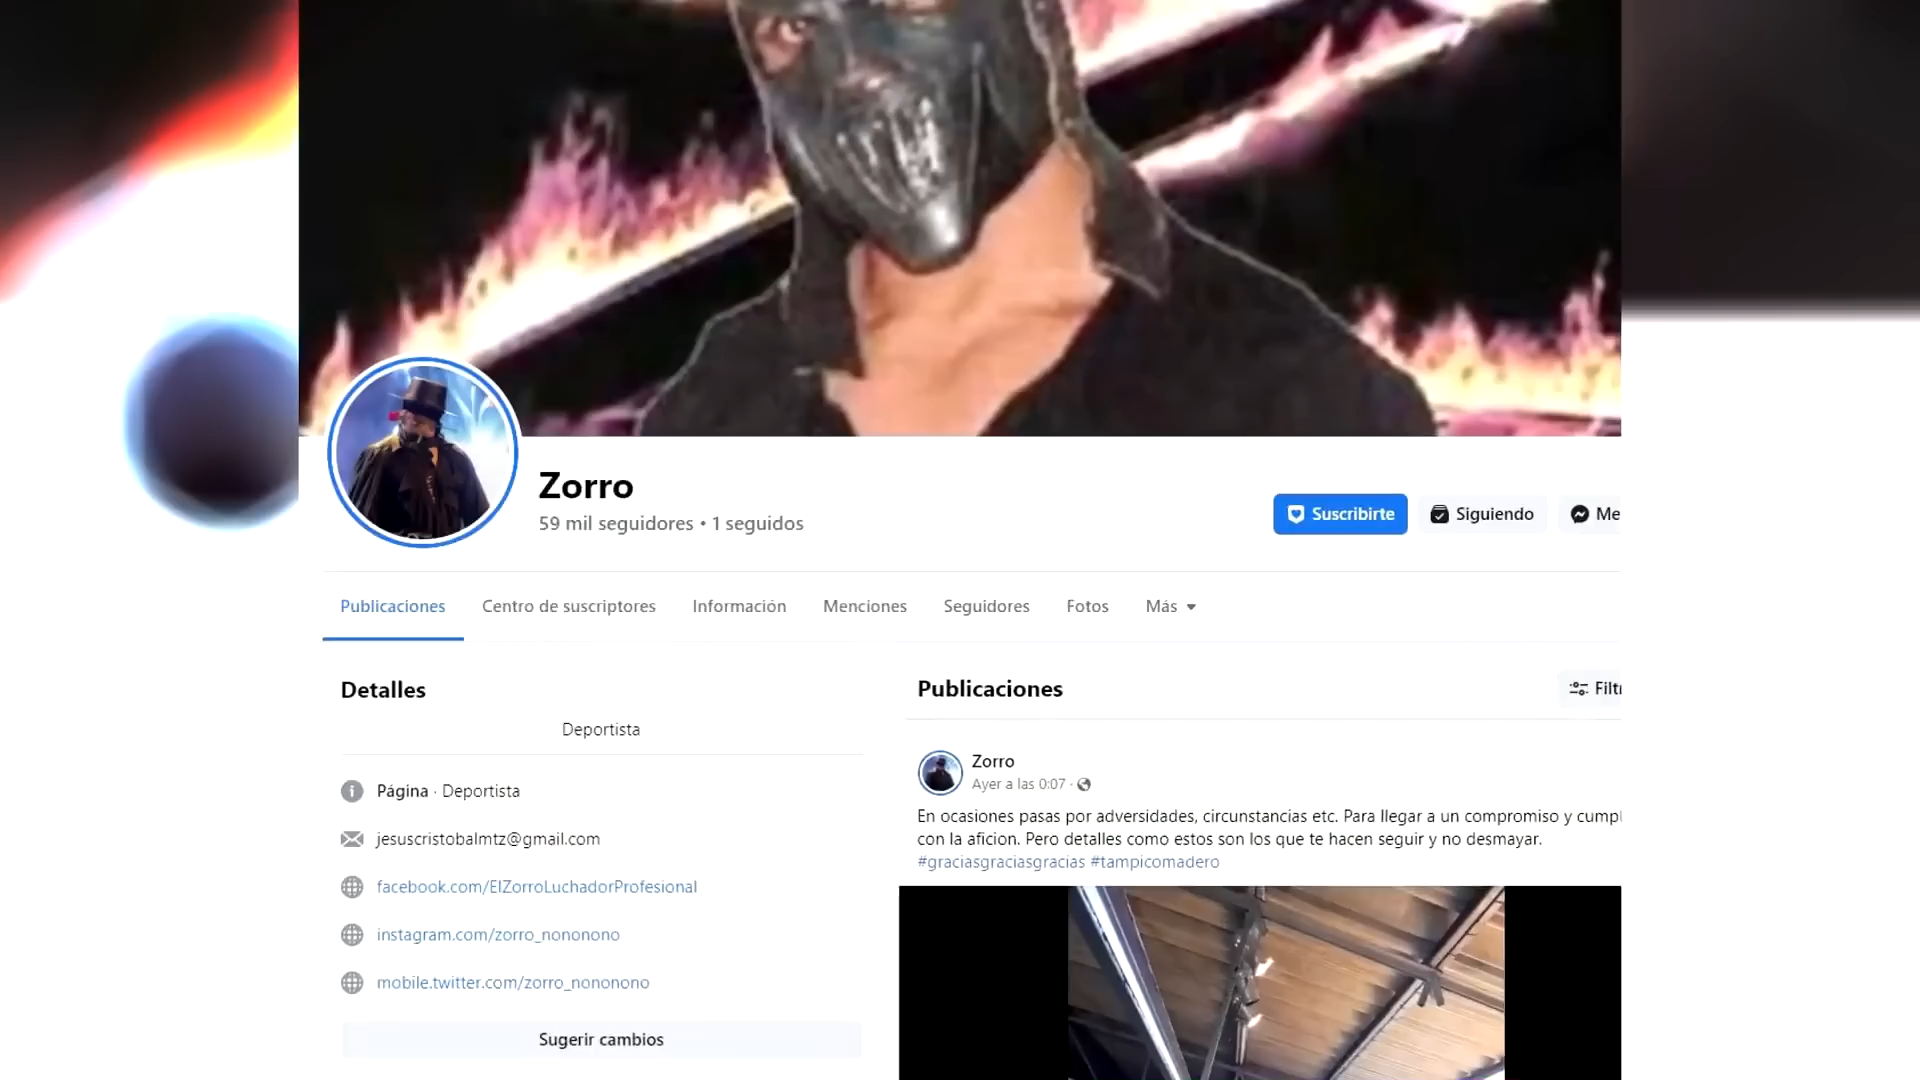 Zorro
59 mil seguidores • 1 seguidos
Suscribirte
Siguiendo
Publicaciones
Centro de suscriptores
Información
Menciones
Seguidores
Fotos
Más
Detalles
Deportista
Página · Deportista
jesuscristobalmtz@gmail.com
facebook.com/ElZorroLuchadorProfesional
instagram.com/zorro_nononono
mobile.twitter.com/zorro_nononono
Sugerir cambios
Publicaciones
Zorro
Ayer a las 0:07 ·
En ocasiones pasas por adversidades, circunstancias etc. Para llegar a un compromiso y
con la aficion. Pero detalles como estos son los que te hacen seguir y no desmayar.
#graciasgraciasgracias #tampicomadero